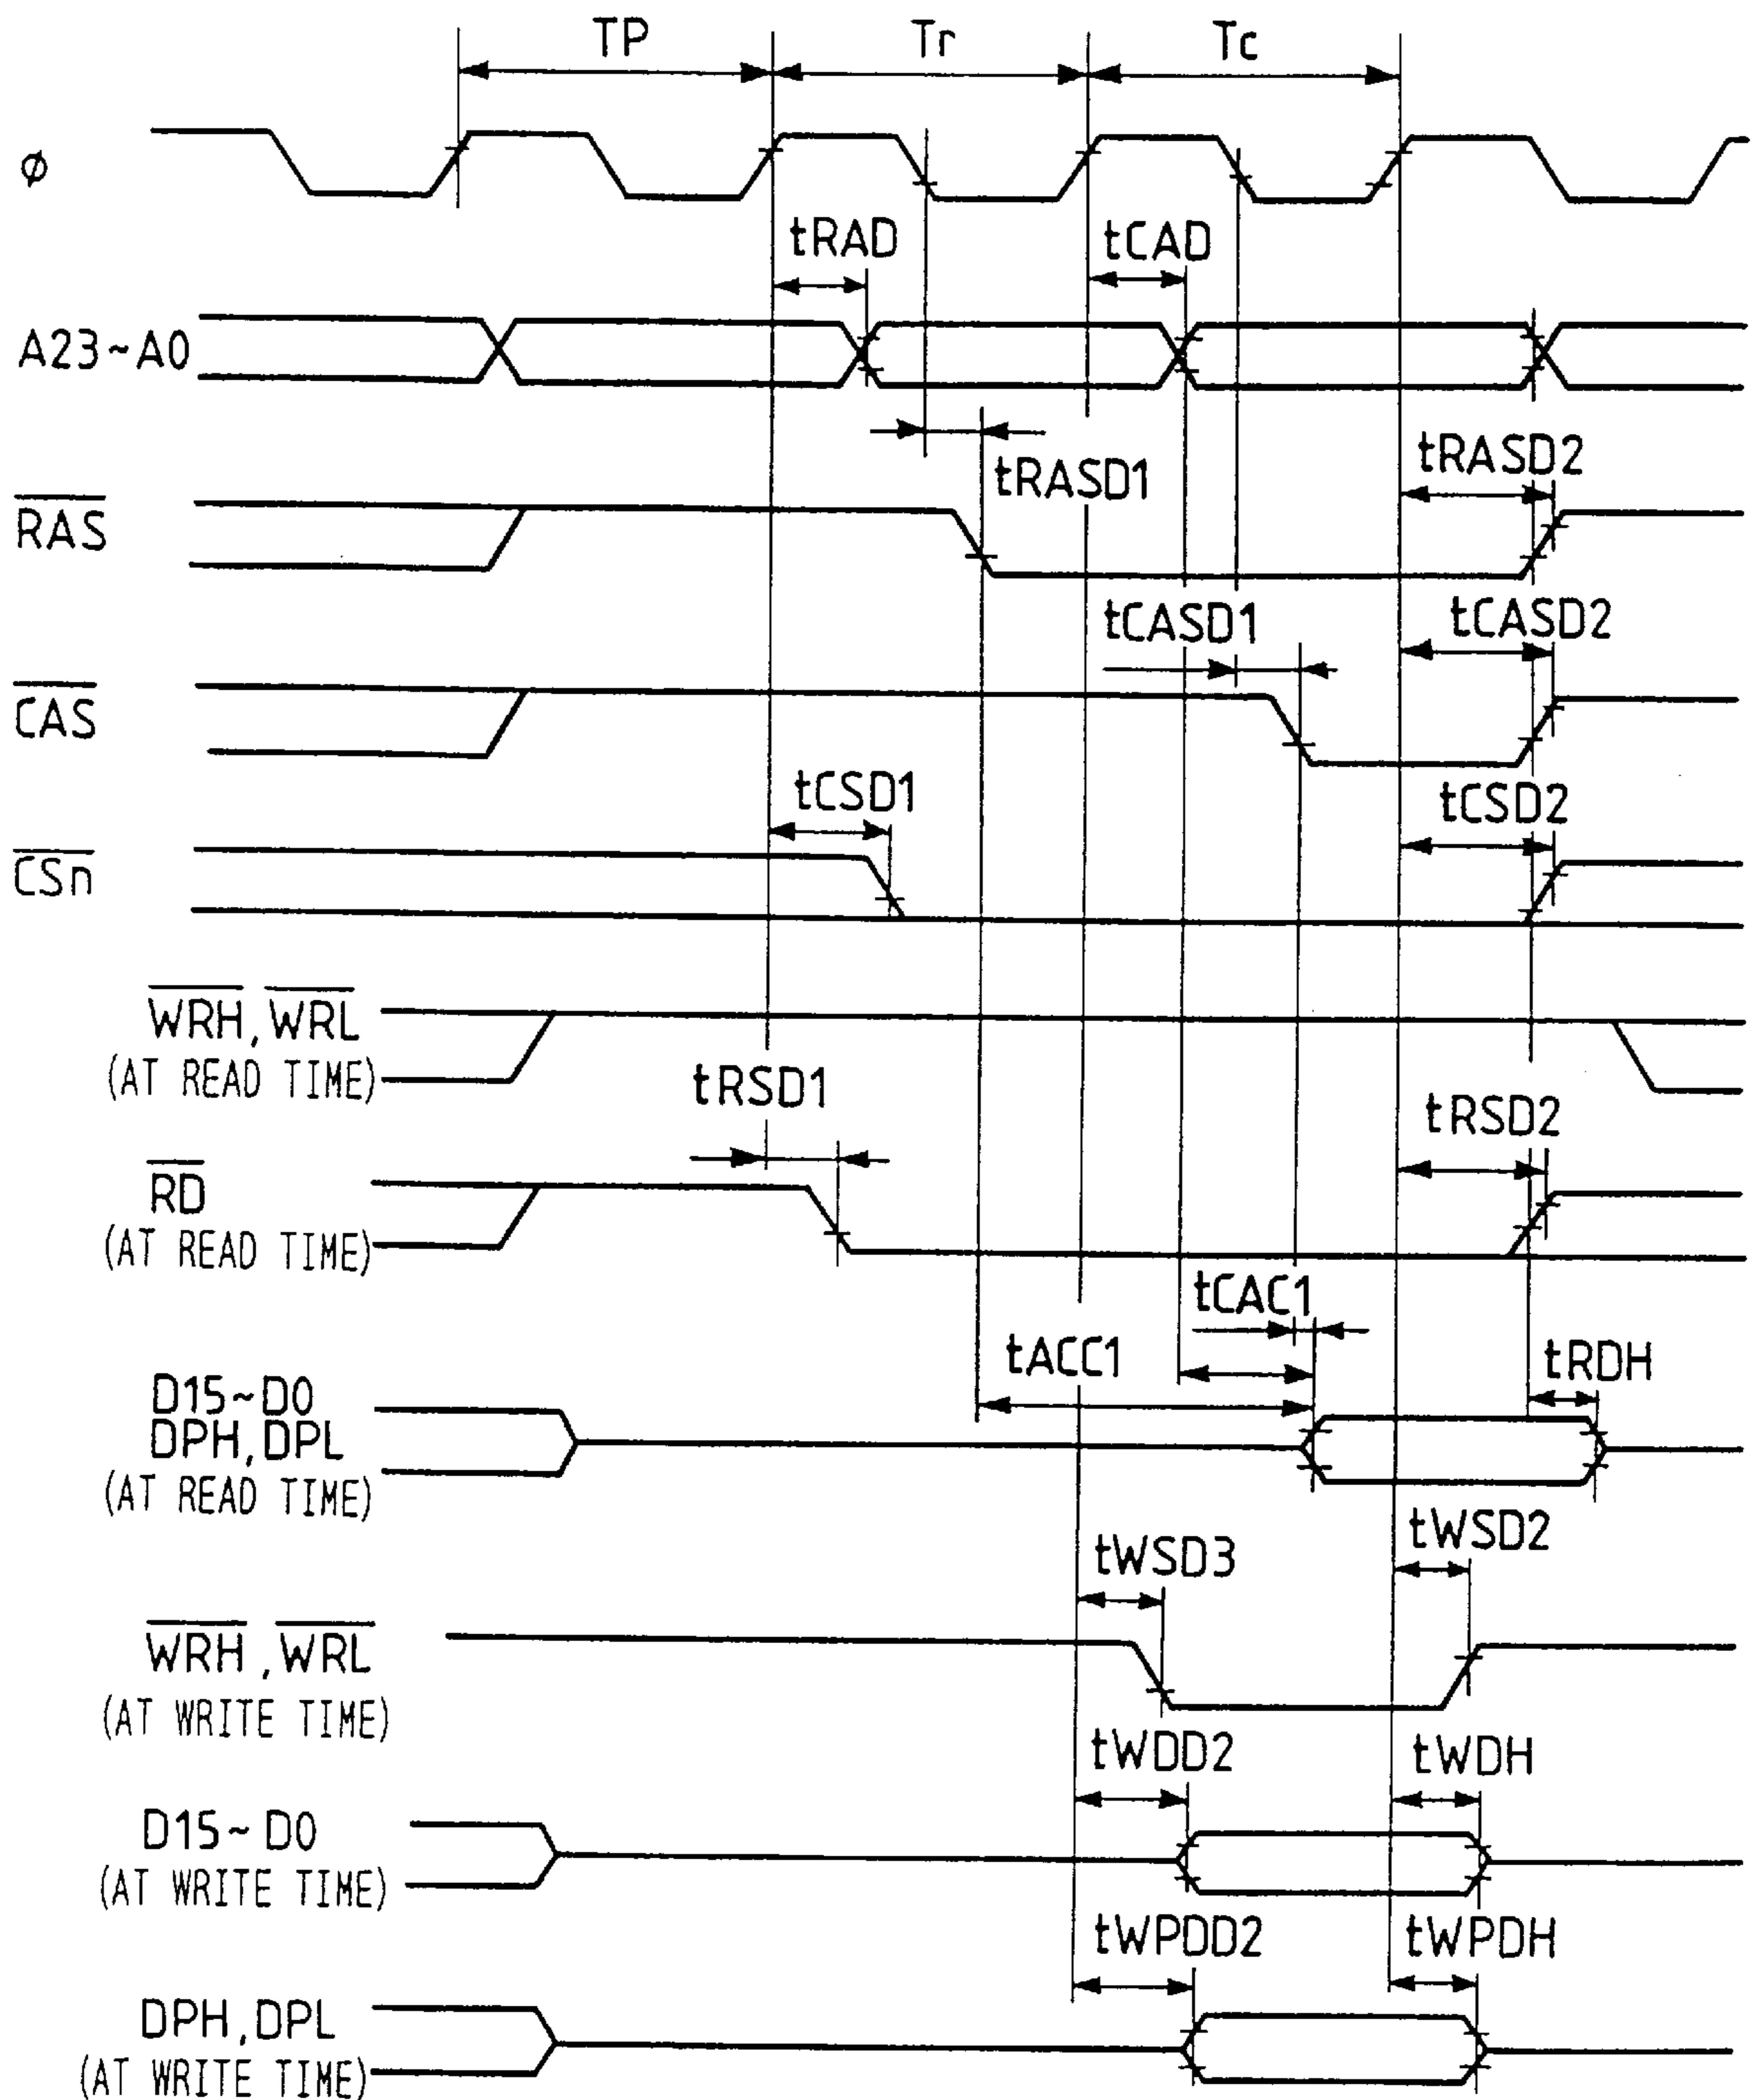 TP Tr Tc
ø
tRAD tCAD
A23~A0
tRASD1 tRASD2
RAS
tCASD1 tCASD2
CAS
tCSD1 tCSD2
CSn
WRH, WRL
(AT READ TIME)
tRSD1 tRSD2
RD
(AT READ TIME)
tCAC1
tACC1 tRDH
D15~D0
DPH, DPL
(AT READ TIME)
tWSD3 tWSD2
WRH, WRL
(AT WRITE TIME)
tWDD2 tWDH
D15~D0
(AT WRITE TIME)
tWPDD2 tWPDH
DPH, DPL
(AT WRITE TIME)